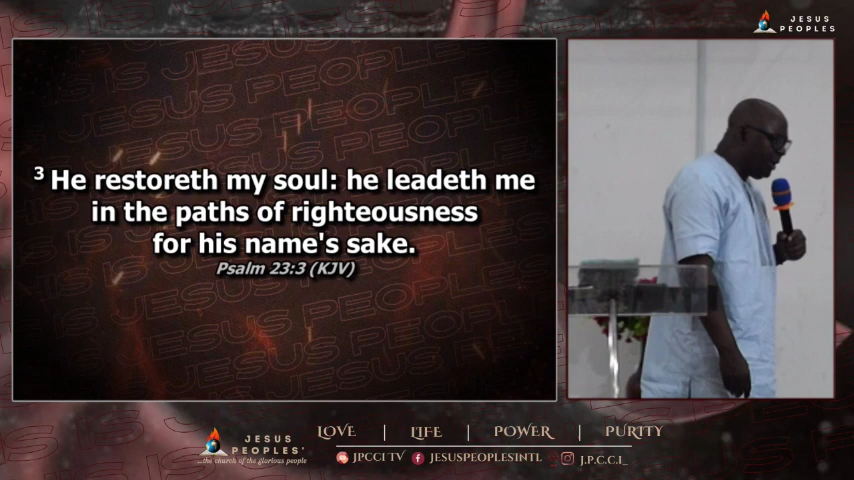 JESUS
PEOPLES
3 He restoreth my soul: he leadeth me
in the paths of righteousness
for his name's sake.
Psalm 23:3 (KJV)
LOVE | LIFE | POWER | PURITY
JESUS
PEOPLES'
...the church of the glorious people
JPCCI TV JESUSPEOPLESINTL J.P.C.C.I_